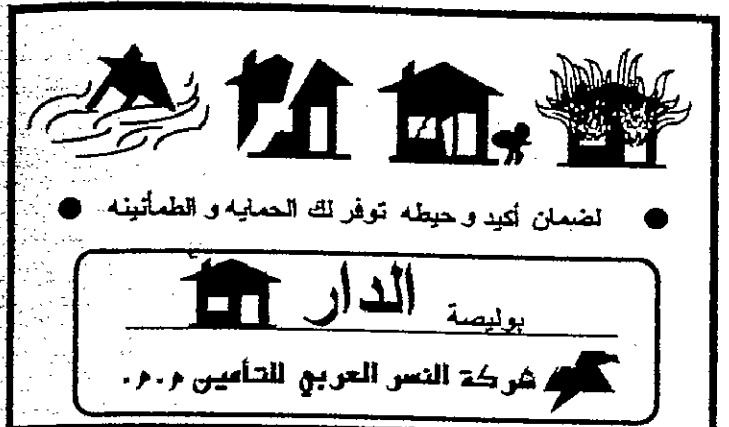 ● لضمان أكيد و حيطه توفر لك الحمايه و الطمأنينه ●
بوليصة الدار
شركة النسر العربي للتأمين م.م.